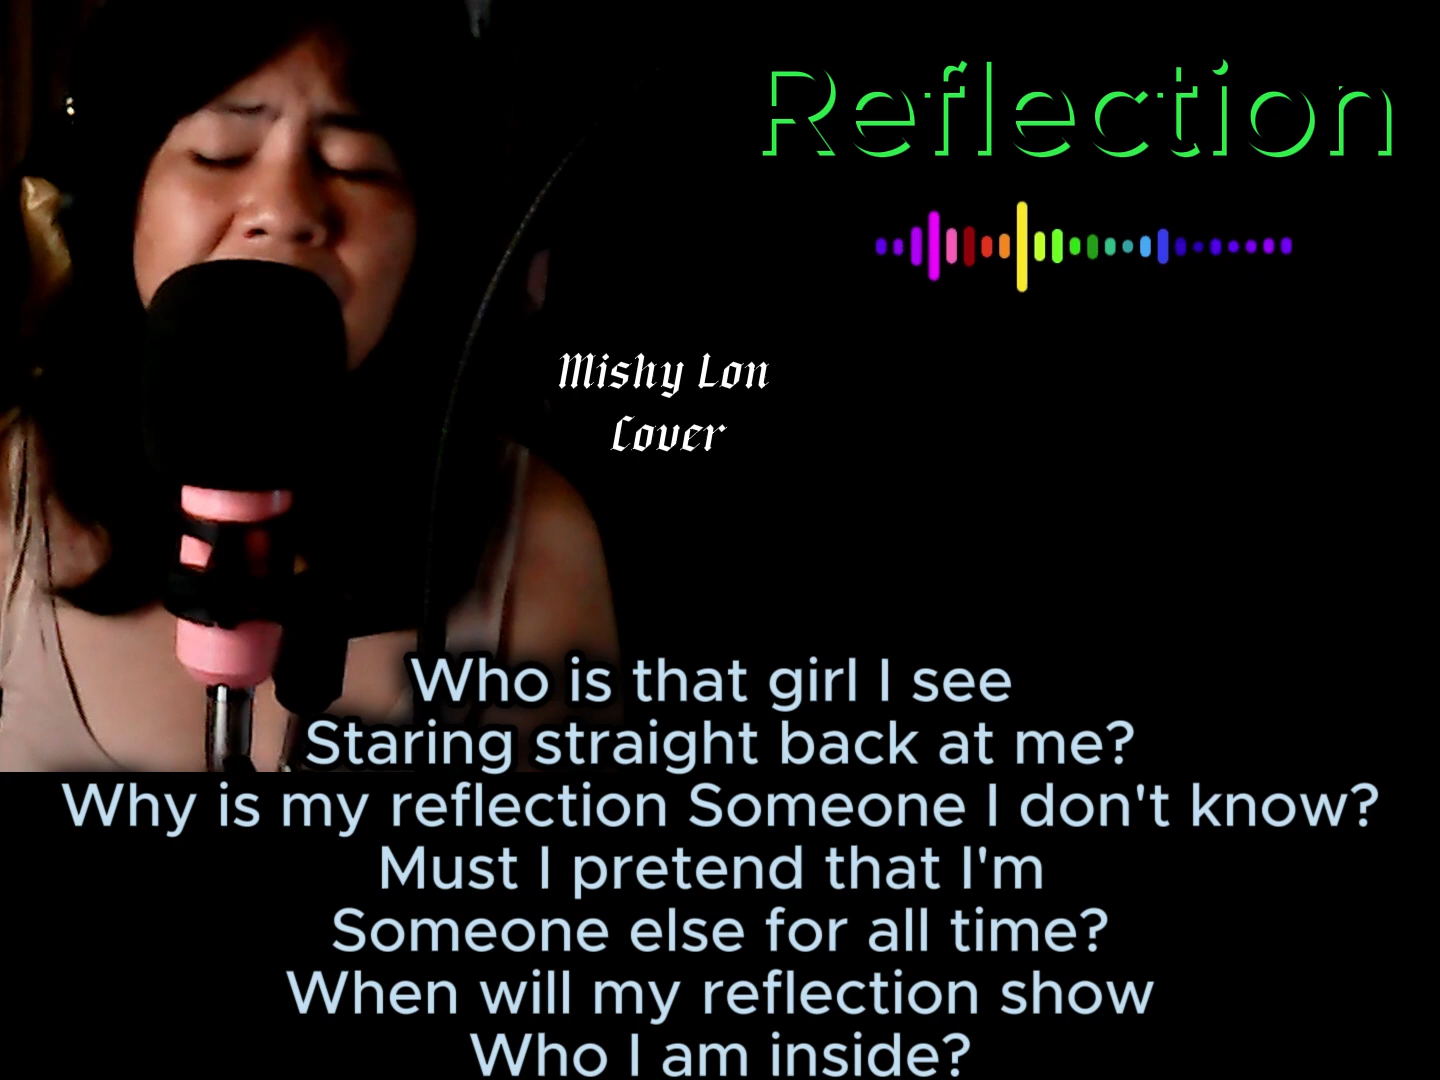 Reflection
Mishy Lon
Cover
Who is that girl I see
Staring straight back at me?
Why is my reflection Someone I don't know?
Must I pretend that I'm
Someone else for all time?
When will my reflection show
Who I am inside?